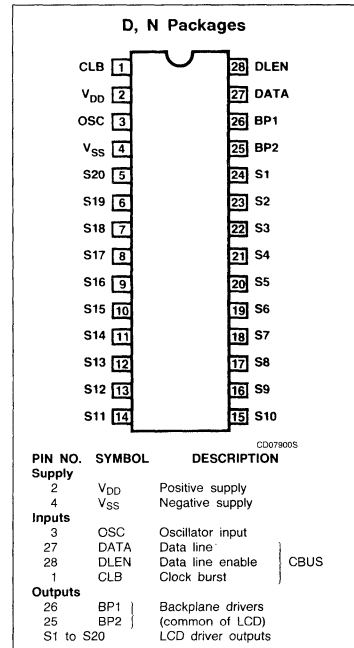 D, N Packages
CLB 1 28 DLEN
VDD 2 27 DATA
OSC 3 26 BP1
VSS 4 25 BP2
S20 5 24 S1
S19 6 23 S2
S18 7 22 S3
S17 8 21 S4
S16 9 20 S5
S15 10 19 S6
S14 11 18 S7
S13 12 17 S8
S12 13 16 S9
S11 14 15 S10
CD07900S
PIN NO. SYMBOL DESCRIPTION
Supply
2 VDD Positive supply
4 VSS Negative supply
Inputs
3 OSC Oscillator input
27 DATA Data line
28 DLEN Data line enable CBUS
1 CLB Clock burst
Outputs
26 BP1 Backplane drivers
25 BP2 (common of LCD)
S1 to S20 LCD driver outputs